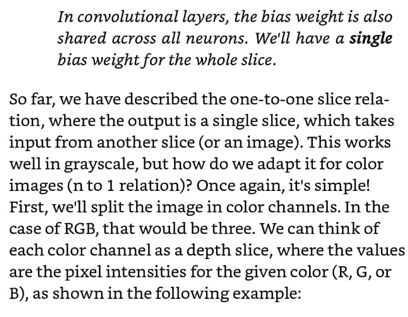 In convolutional layers, the bias weight is also
shared across all neurons. We'll have a single
bias weight for the whole slice.
So far, we have described the one-to-one slice rela-
tion, where the output is a single slice, which takes
input from another slice (or an image). This works
well in grayscale, but how do we adapt it for color
images (n to 1 relation)? Once again, it's simple!
First, we'll split the image in color channels. In the
case of RGB, that would be three. We can think of
each color channel as a depth slice, where the values
are the pixel intensities for the given color (R, G, or
B), as shown in the following example: